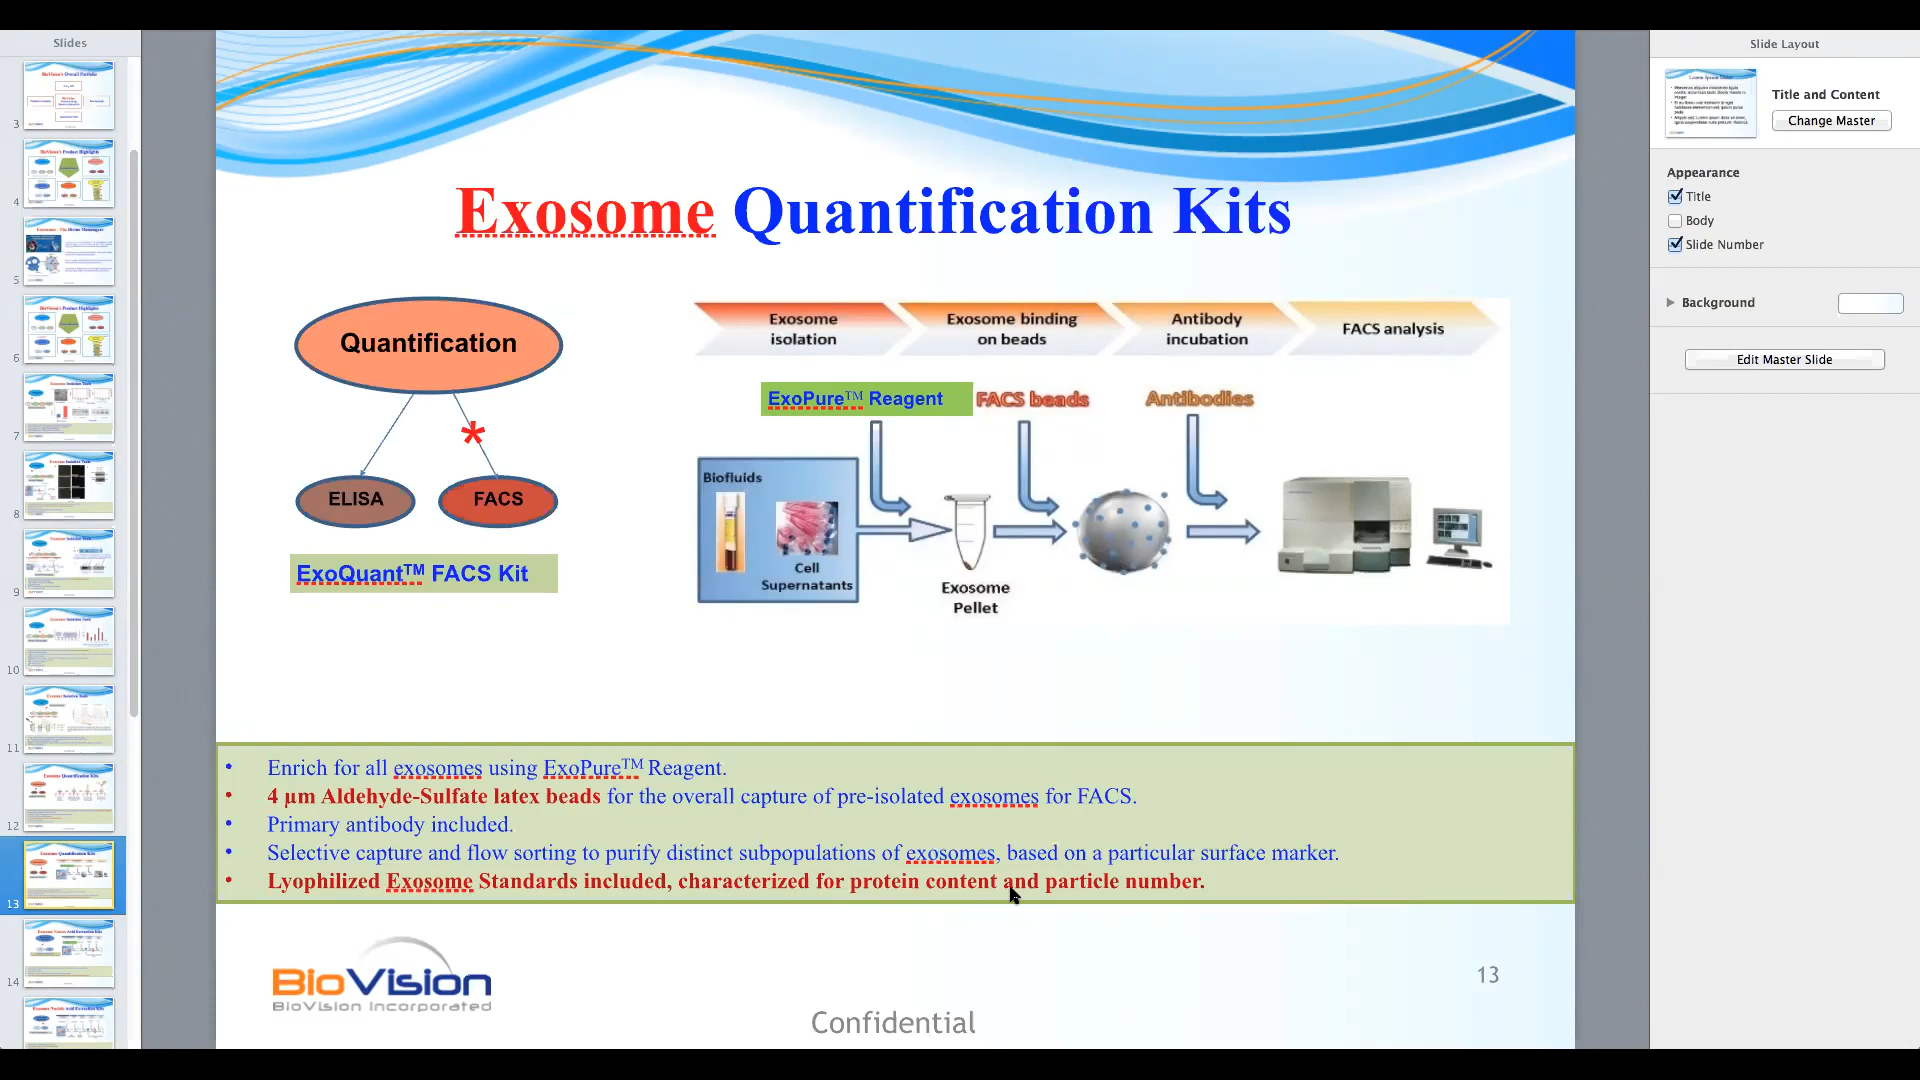 Slides
Slide Layout
3
4
5
6
7
8
9
10
11
12
13
14
Exosome Quantification Kits
Quantification
*
ELISA
FACS
ExoQuant™ FACS Kit
Exosome isolation
Exosome binding on beads
Antibody incubation
FACS analysis
ExoPure™ Reagent
FACS beads
Antibodies
Biofluids
Cell
Supernatants
Exosome
Pellet
• Enrich for all exosomes using ExoPure™ Reagent.
• 4 µm Aldehyde-Sulfate latex beads for the overall capture of pre-isolated exosomes for FACS.
• Primary antibody included.
• Selective capture and flow sorting to purify distinct subpopulations of exosomes, based on a particular surface marker.
• Lyophilized Exosome Standards included, characterized for protein content and particle number.
BioVision
BioVision Incorporated
13
Confidential
Title and Content
Change Master
Appearance
Title
Body
Slide Number
Background
Edit Master Slide